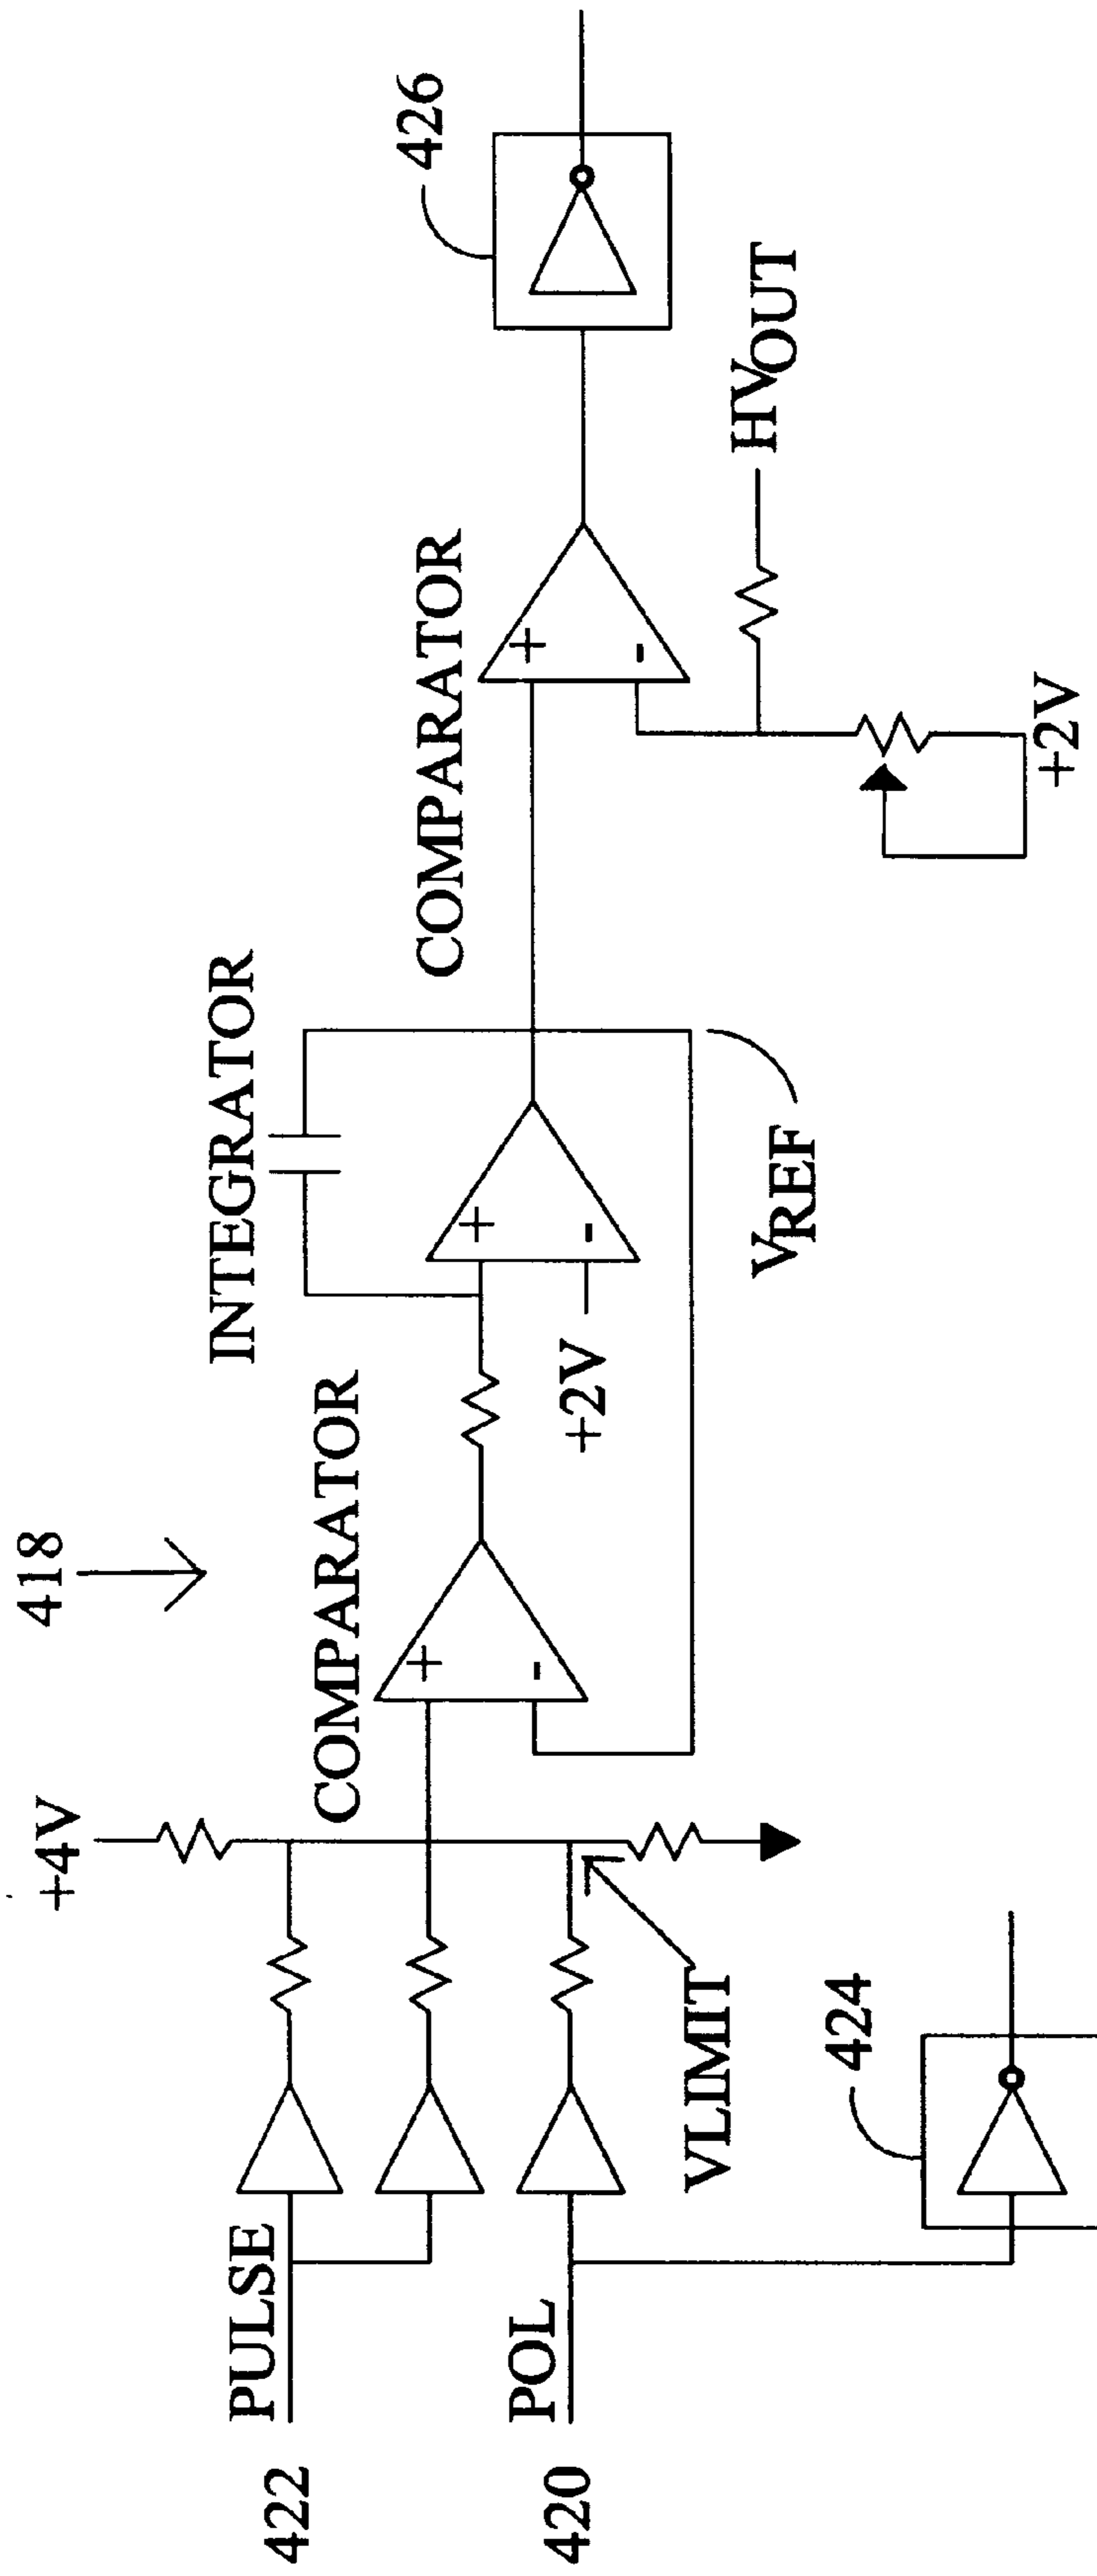 418
+4V
PULSE
422
POL
420
VLIMIT
424
COMPARATOR
INTEGRATOR
+2V
VREF
COMPARATOR
HVOUT
+2V
426